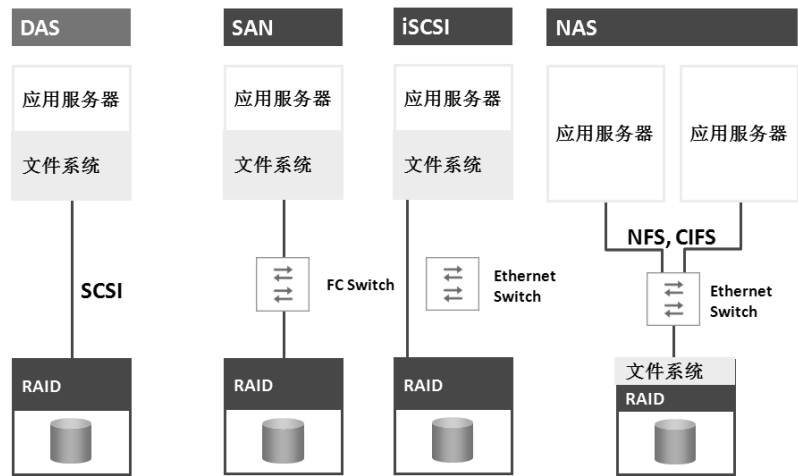 DAS
SAN
iSCSI
NAS
应用服务器
应用服务器
应用服务器
应用服务器
应用服务器
文件系统
文件系统
文件系统
NFS, CIFS
SCSI
FC Switch
Ethernet
Switch
Ethernet
Switch
文件系统
RAID
RAID
RAID
RAID